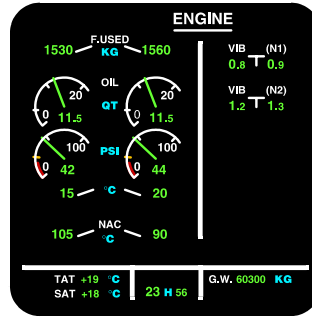 ENGINE
F.USED
1530 KG 1560
VIB (N1)
0.8 0.9
OIL
20 20
QT
0 0
11.5 11.5
VIB (N2)
1.2 1.3
100 100
PSI
0 0
42 44
15 °C 20
NAC
105 °C 90
TAT +19 °C
SAT +18 °C
23 H 56
G.W. 60300 KG